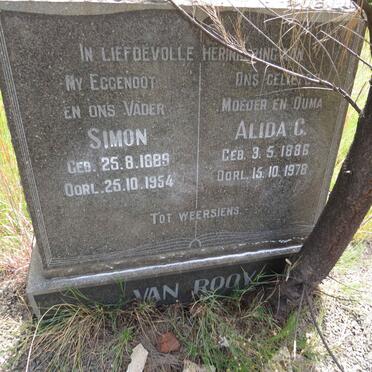 IN LIEFDEVOLLE HERINNERING AAN
MY EGGENOOT
EN ONS VADER
SIMON
GEB. 25.8.1889
OORL. 25.10.1954
ONS GELIEFDE
MOEDER EN OUMA
ALIDA C.
GEB. 3.5.1886
OORL. 15.10.1978
TOT WEERSIENS
VAN ROOY